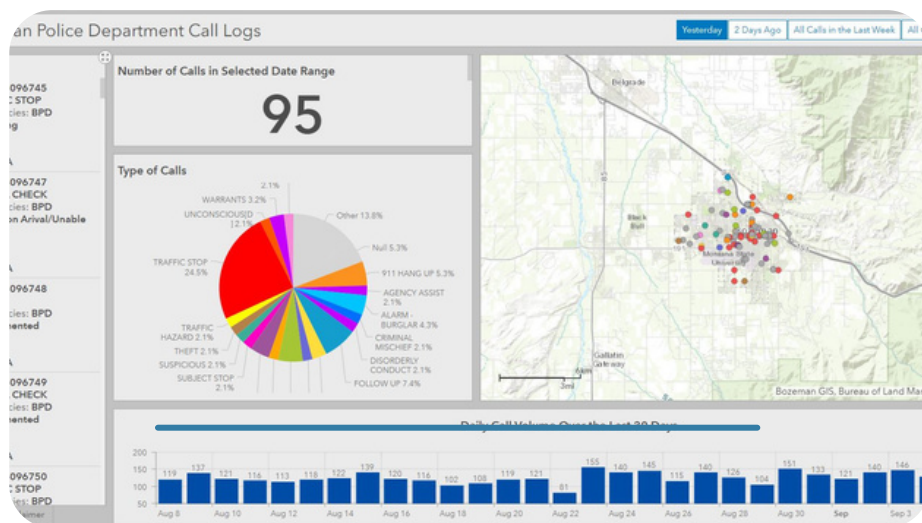 an Police Department Call Logs
Yesterday
2 Days Ago
All Calls in the Last Week
All
096745
C STOP
cies: BPD
096747
CHECK
cies: BPD
on Arival/Unable
096748
cies: BPD
mented
096749
CHECK
cies: BPD
mented
096750
C STOP
cies: BPD
Number of Calls in Selected Date Range
95
Type of Calls
2.1%
WARRANTS 3.2%
UNCONSCIOUS[D
] 2.1%
TRAFFIC STOP
24.5%
TRAFFIC
HAZARD 2.1%
THEFT 2.1%
SUSPICIOUS 2.1%
SUBJECT STOP
2.1%
Other 13.8%
Null 5.3%
911 HANG UP 5.3%
AGENCY ASSIST
2.1%
ALARM -
BURGLAR 4.3%
CRIMINAL
MISCHIEF 2.1%
DISORDERLY
CONDUCT 2.1%
FOLLOW UP 7.4%
Belgrade
85
Black
Butt
Montana State
University
Gallatin
Gateway
3mi
Bozeman GIS, Bureau of Land Ma
Daily Call Volume Over the Last 30 Days
200
150
100
50
119 137 121 116 113 118 122 139 120 116 102 108 119 121 81 155 140 145 115 140 126 104 151 133 121 140 146
Aug 8 Aug 10 Aug 12 Aug 14 Aug 16 Aug 18 Aug 20 Aug 22 Aug 24 Aug 26 Aug 28 Aug 30 Sep Sep 3